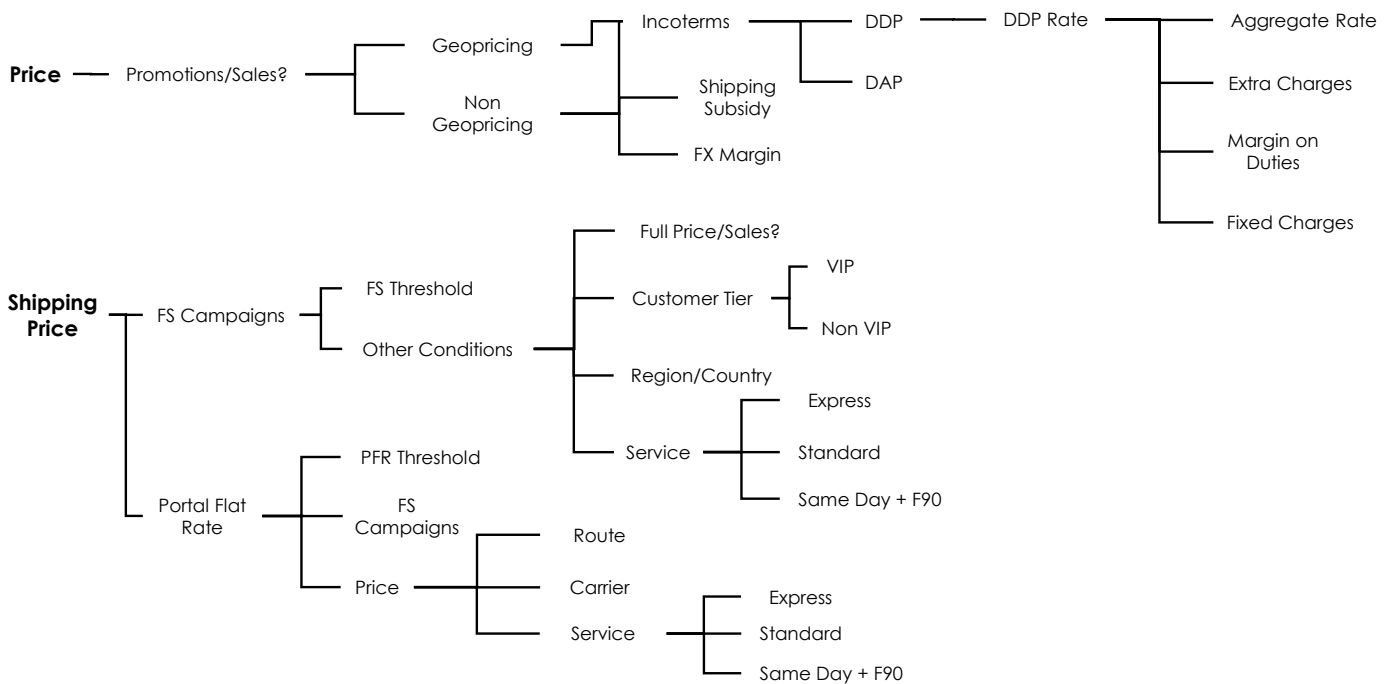 Price
Promotions/Sales?
Geopricing
Non
Geopricing
Incoterms
Shipping
Subsidy
FX Margin
DDP
DAP
DDP Rate
Aggregate Rate
Extra Charges
Margin on
Duties
Fixed Charges
Shipping
Price
FS Campaigns
FS Threshold
Other Conditions
Full Price/Sales?
Customer Tier
VIP
Non VIP
Region/Country
Service
Express
Standard
Same Day + F90
Portal Flat
Rate
PFR Threshold
FS
Campaigns
Price
Route
Carrier
Service
Express
Standard
Same Day + F90